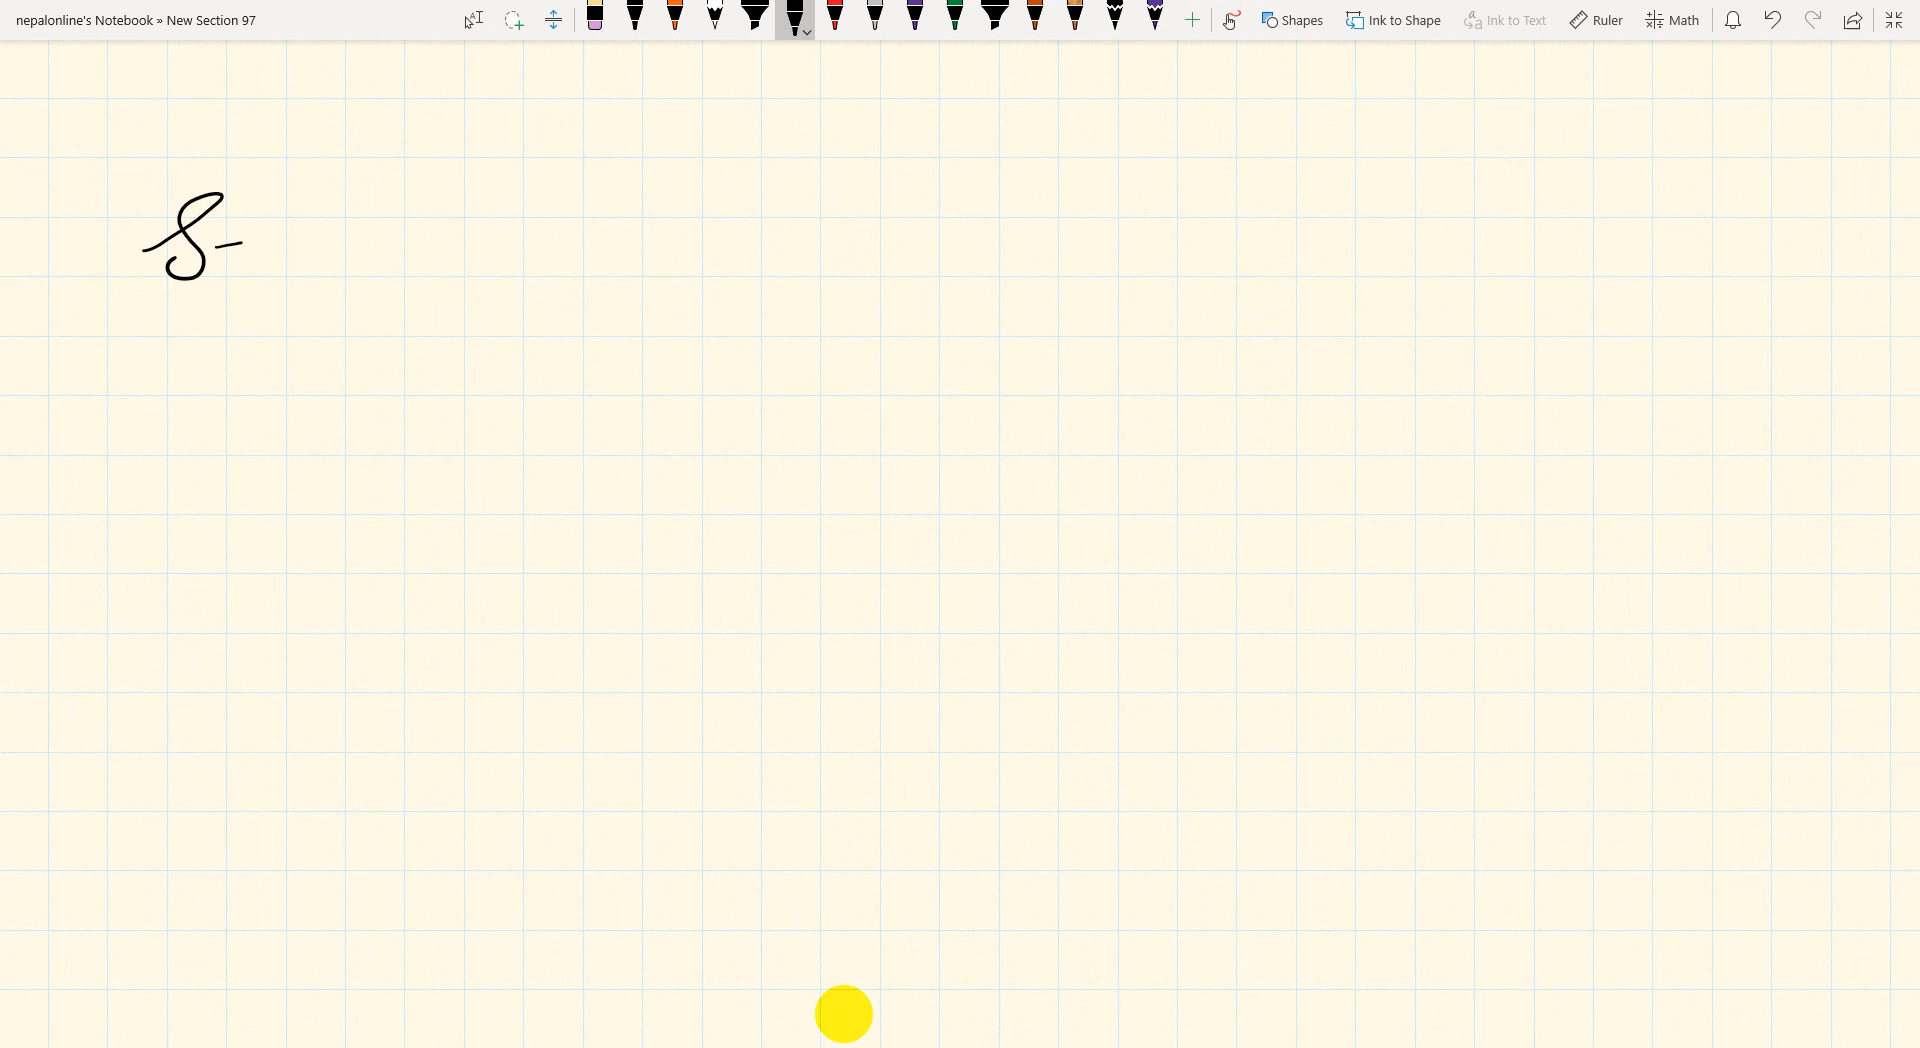 nepalonline's Notebook » New Section 97
Shapes
Ink to Shape
Ink to Text
Ruler
Math
S-